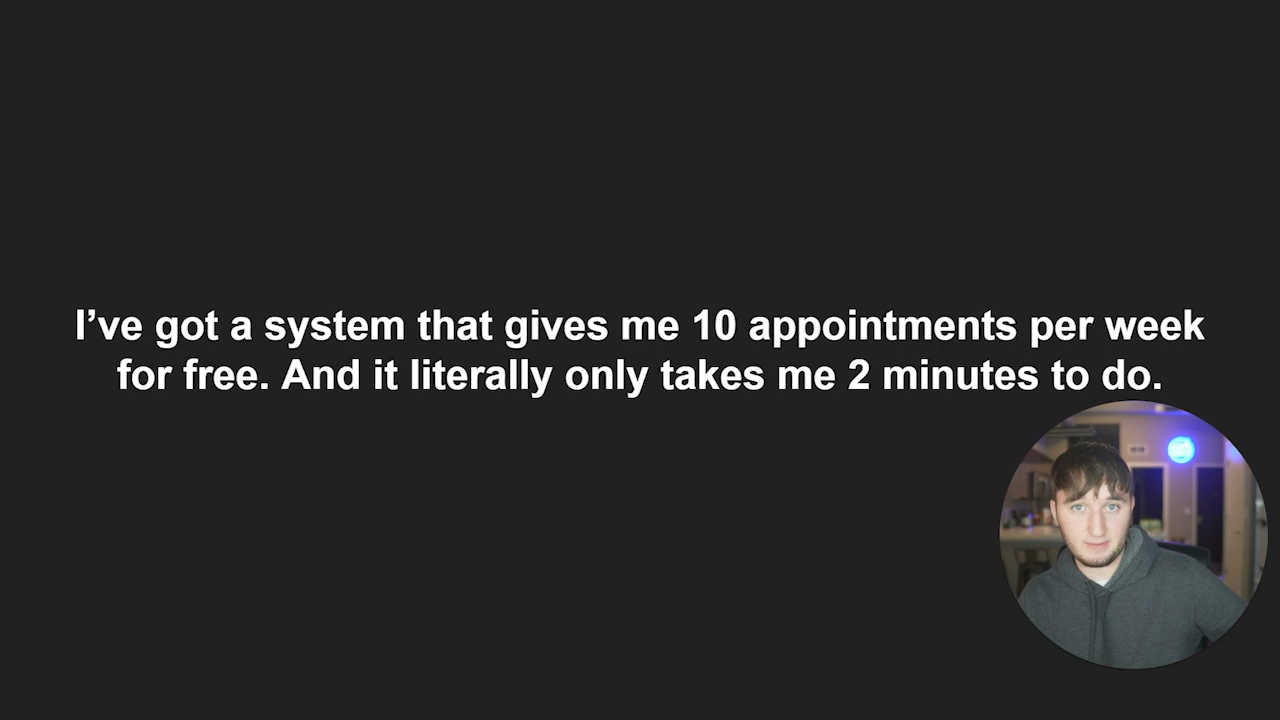 I’ve got a system that gives me 10 appointments per week
for free. And it literally only takes me 2 minutes to do.